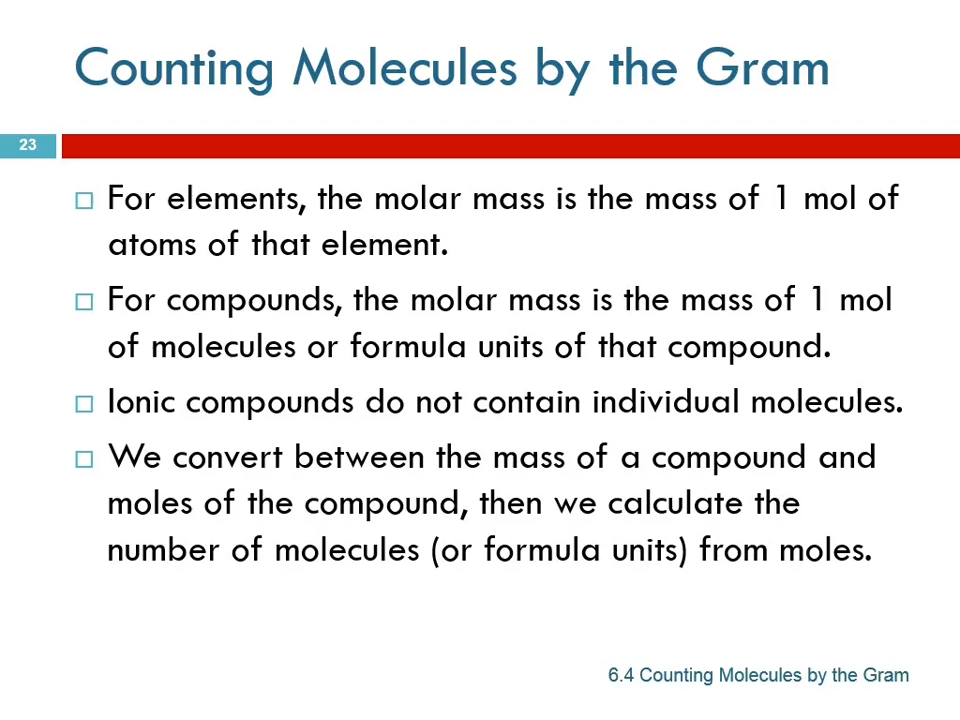 Counting Molecules by the Gram
23
For elements, the molar mass is the mass of 1 mol of
atoms of that element.
For compounds, the molar mass is the mass of 1 mol
of molecules or formula units of that compound.
Ionic compounds do not contain individual molecules.
We convert between the mass of a compound and
moles of the compound, then we calculate the
number of molecules (or formula units) from moles.
6.4 Counting Molecules by the Gram